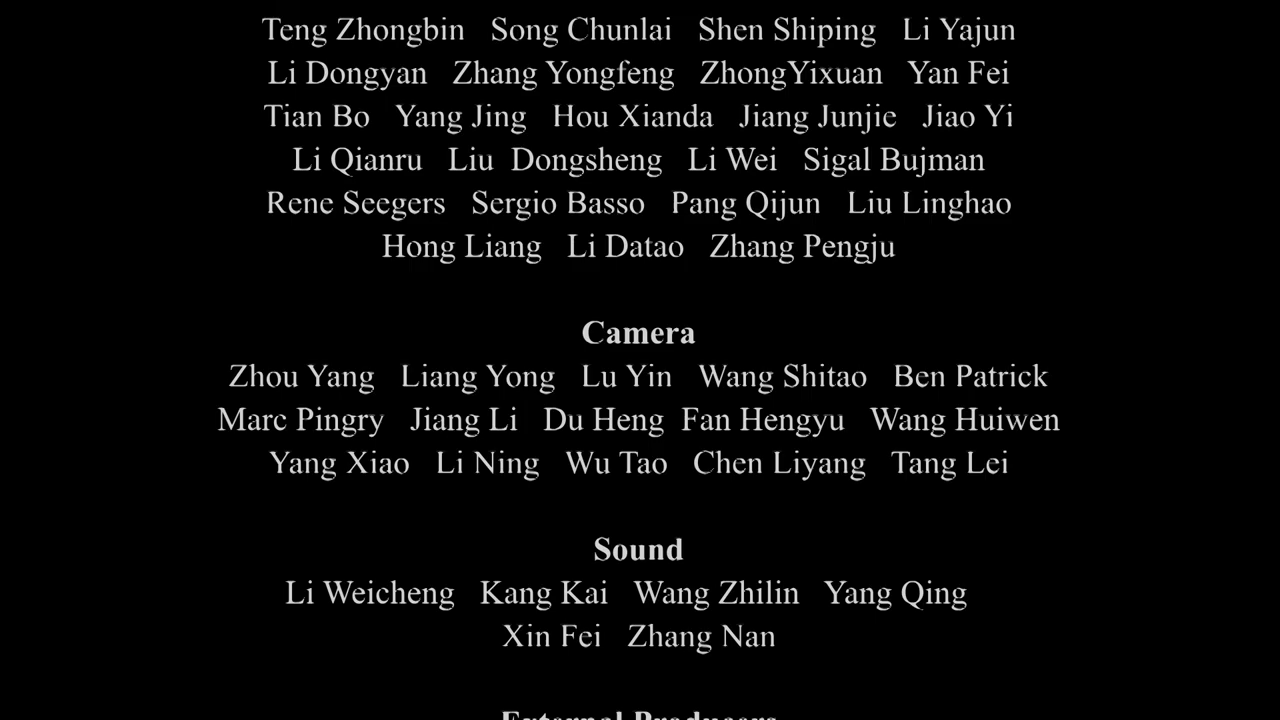 Teng Zhongbin Song Chunlai Shen Shiping Li Yajun
Li Dongyan Zhang Yongfeng ZhongYixuan Yan Fei
Tian Bo Yang Jing Hou Xianda Jiang Junjie Jiao Yi
Li Qianru Liu Dongsheng Li Wei Sigal Bujman
Rene Seegers Sergio Basso Pang Qijun Liu Linghao
Hong Liang Li Datao Zhang Pengju
Camera
Zhou Yang Liang Yong Lu Yin Wang Shitao Ben Patrick
Marc Pingry Jiang Li Du Heng Fan Hengyu Wang Huiwen
Yang Xiao Li Ning Wu Tao Chen Liyang Tang Lei
Sound
Li Weicheng Kang Kai Wang Zhilin Yang Qing
Xin Fei Zhang Nan
External Producers